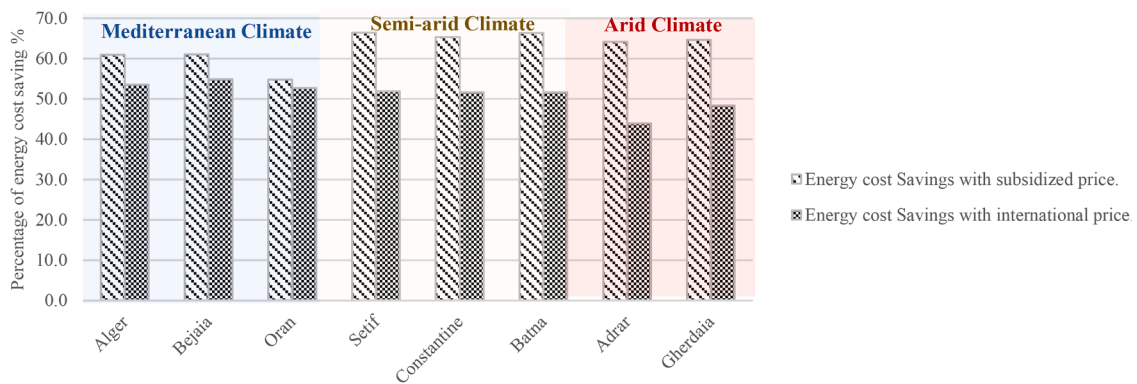 Percentage of energy cost saving %
70.0
60.0
50.0
40.0
30.0
20.0
10.0
0.0
Mediterranean Climate
Semi-arid Climate
Arid Climate
Alger
Bejaia
Oran
Setif
Constantine
Batna
Adrar
Gherdaia
Energy cost Savings with subsidized price.
Energy cost Savings with international price